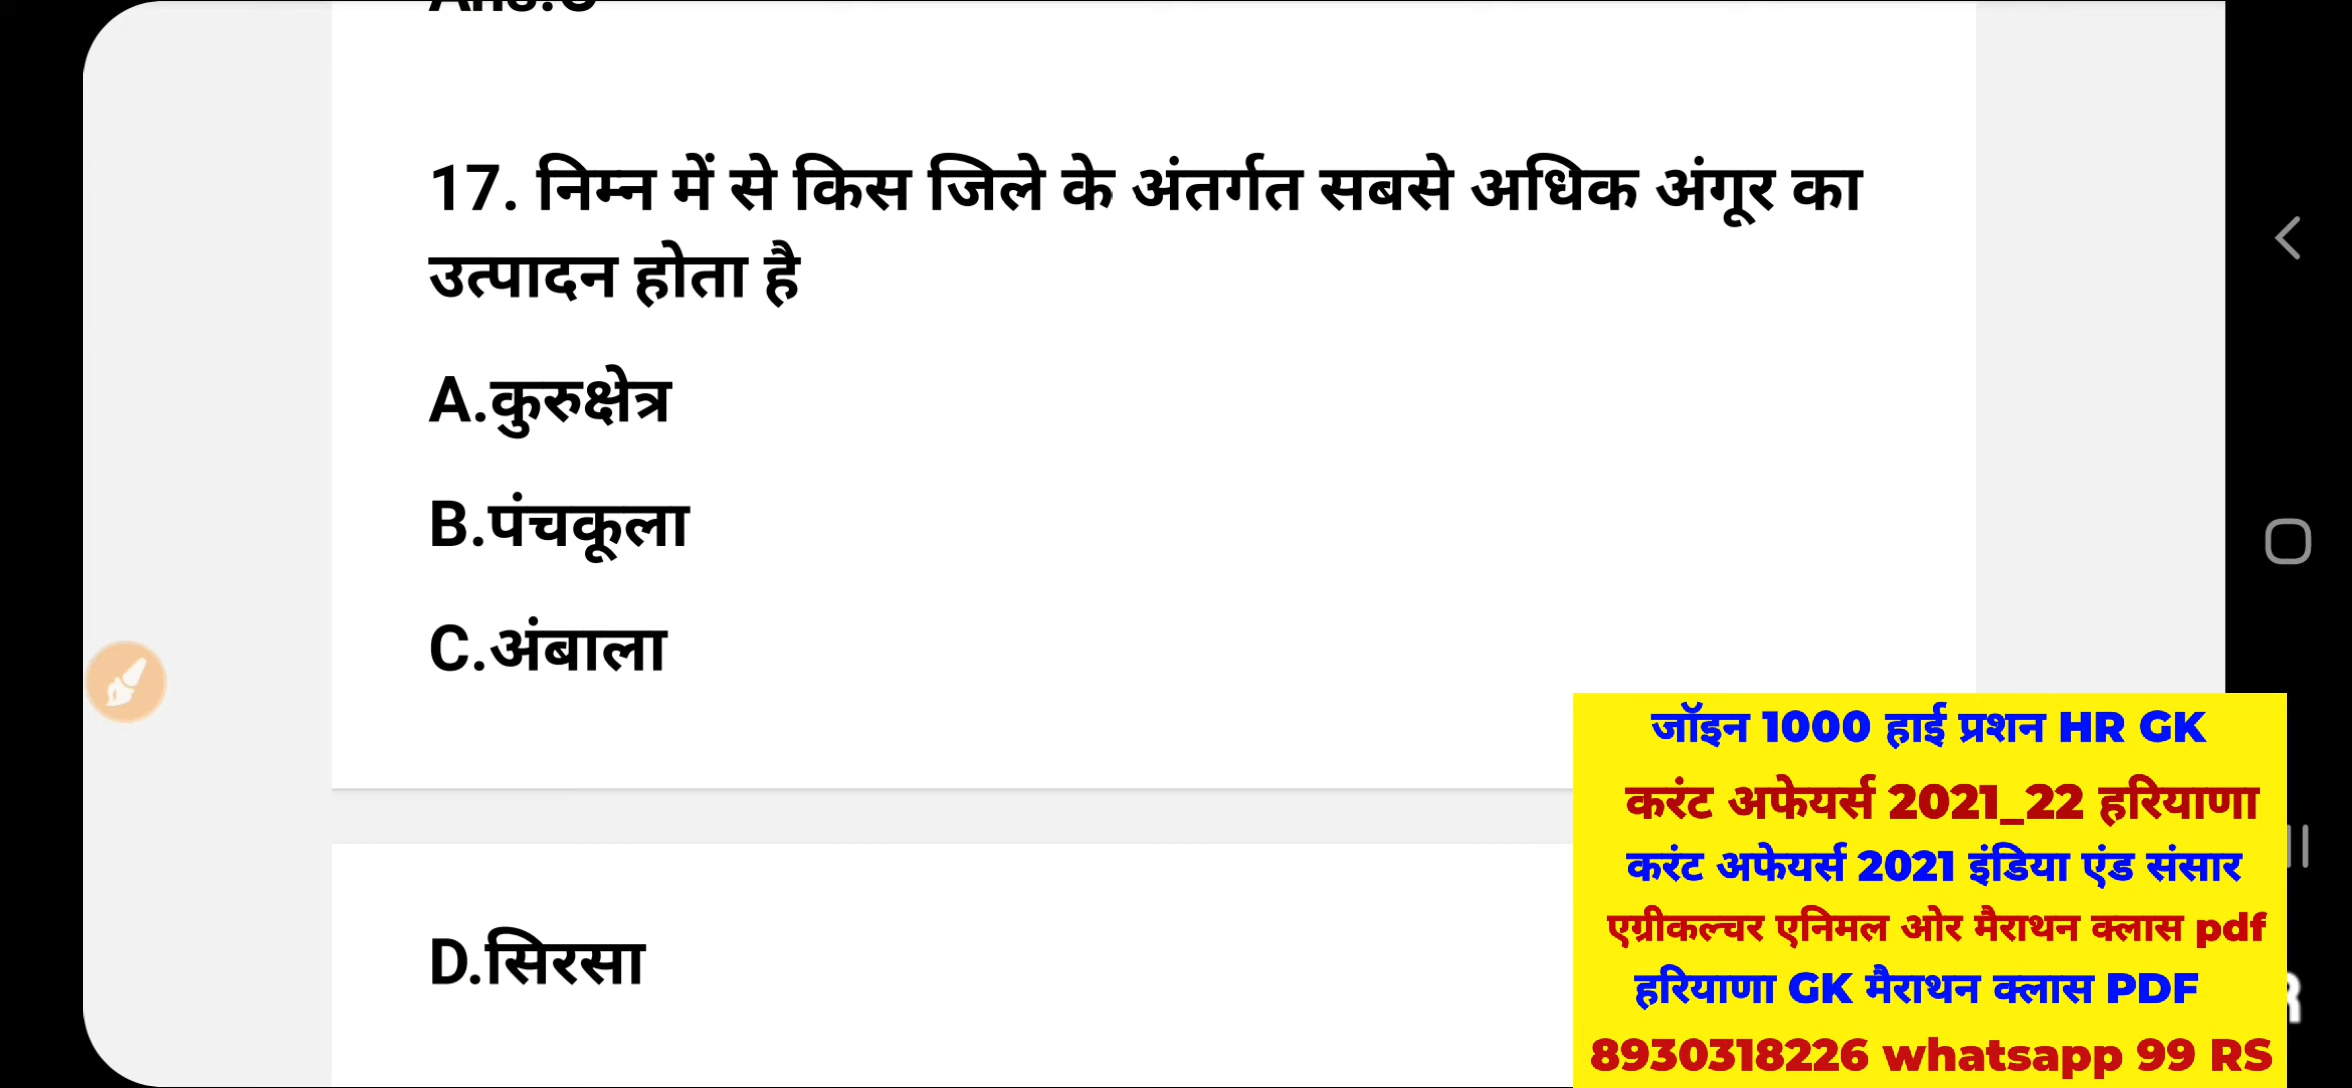 17. निम्न में से किस जिले के अंतर्गत सबसे अधिक अंगूर का
उत्पादन होता है
A.कुरुक्षेत्र
B.पंचकूला
C.अंबाला
D.सिरसा
जॉइन 1000 हाई प्रशन HR GK
करंट अफेयर्स 2021_22 हरियाणा
करंट अफेयर्स 2021 इंडिया एंड संसार
एग्रीकल्चर एनिमल ओर मैराथन क्लास pdf
हरियाणा GK मैराथन क्लास PDF
8930318226 whatsapp 99 RS